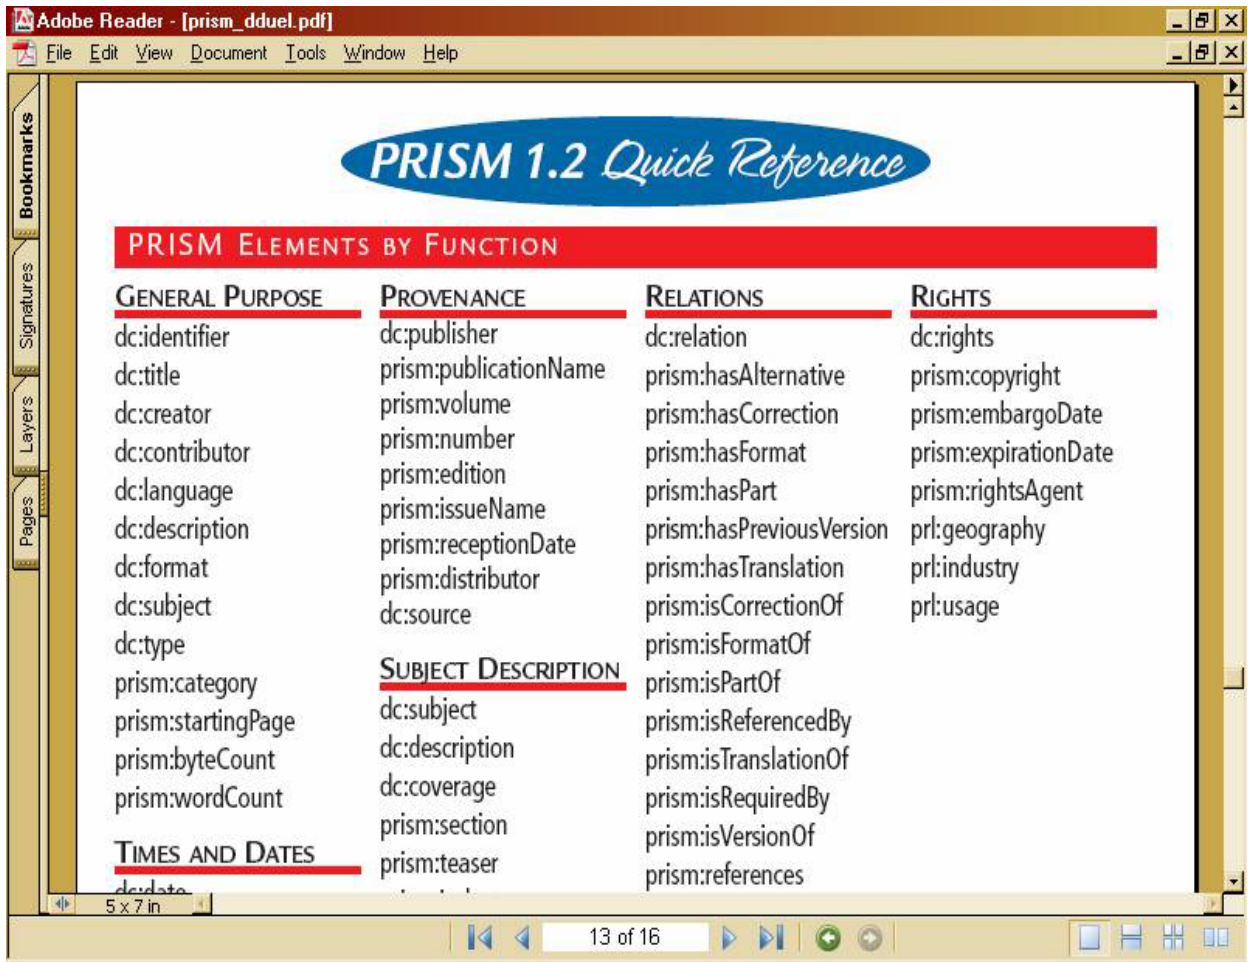 Adobe Reader - [prism_dduel.pdf]
File Edit View Document Tools Window Help
Bookmarks
Signatures
Layers
Pages
PRISM 1.2 Quick Reference
PRISM ELEMENTS BY FUNCTION
GENERAL PURPOSE
dc:identifier
dc:title
dc:creator
dc:contributor
dc:language
dc:description
dc:format
dc:subject
dc:type
prism:category
prism:startingPage
prism:byteCount
prism:wordCount
TIMES AND DATES
dc:date
PROVENANCE
dc:publisher
prism:publicationName
prism:volume
prism:number
prism:edition
prism:issueName
prism:receptionDate
prism:distributor
dc:source
SUBJECT DESCRIPTION
dc:subject
dc:description
dc:coverage
prism:section
prism:teaser
RELATIONS
dc:relation
prism:hasAlternative
prism:hasCorrection
prism:hasFormat
prism:hasPart
prism:hasPreviousVersion
prism:hasTranslation
prism:isCorrectionOf
prism:isFormatOf
prism:isPartOf
prism:isReferencedBy
prism:isTranslationOf
prism:isRequiredBy
prism:isVersionOf
prism:references
RIGHTS
dc:rights
prism:copyright
prism:embargoDate
prism:expirationDate
prism:rightsAgent
prl:geography
prl:industry
prl:usage
5 x 7 in
13 of 16